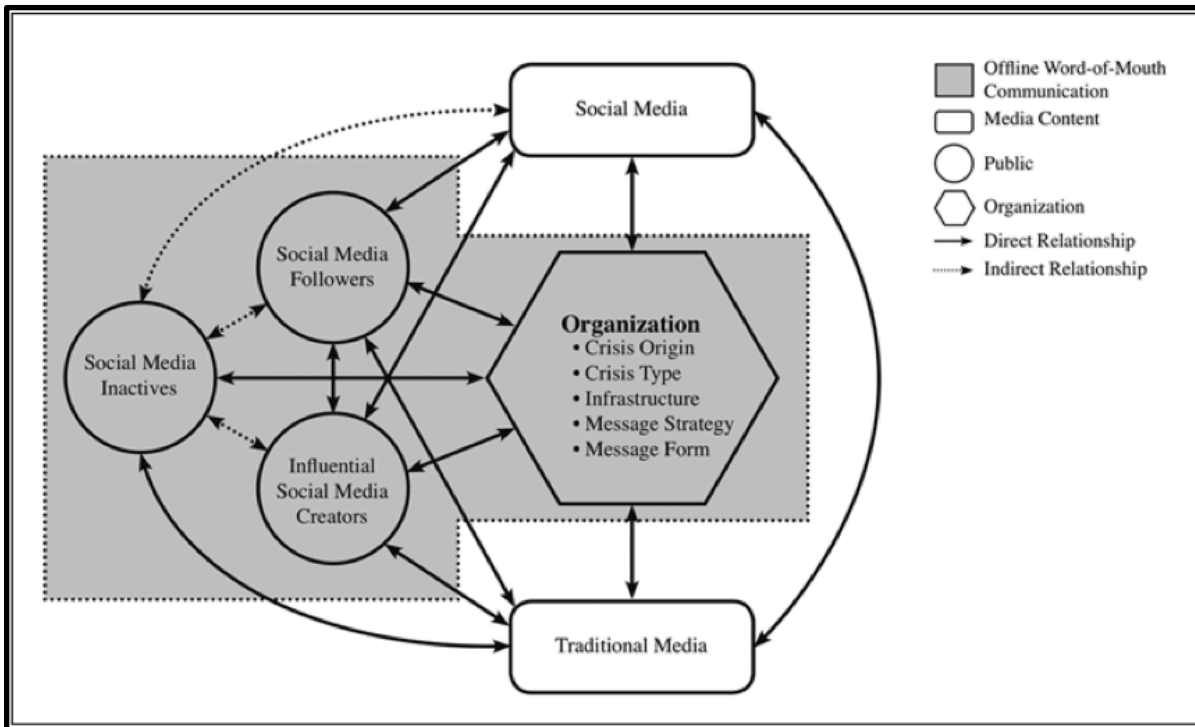 Social Media
Offline Word-of-Mouth
Communication
Media Content
Public
Organization
Direct Relationship
Indirect Relationship
Social Media
Followers
Social Media
Inactives
Influential
Social Media
Creators
Organization
• Crisis Origin
• Crisis Type
• Infrastructure
• Message Strategy
• Message Form
Traditional Media